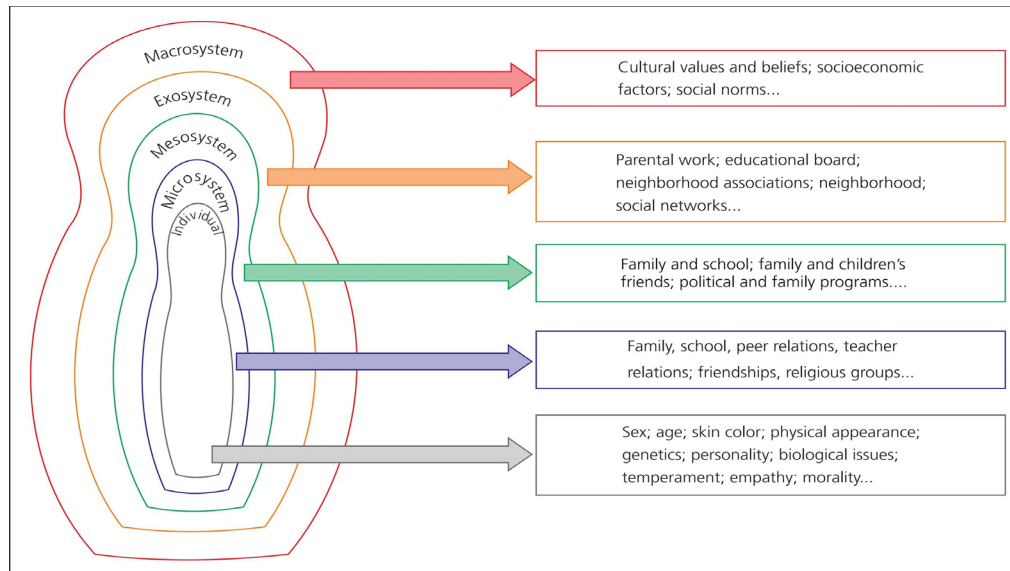 Macrosystem
Exosystem
Mesosystem
Microsystem
Individual
Cultural values and beliefs; socioeconomic
factors; social norms...
Parental work; educational board;
neighborhood associations; neighborhood;
social networks...
Family and school; family and children’s
friends; political and family programs....
Family, school, peer relations, teacher
relations; friendships, religious groups...
Sex; age; skin color; physical appearance;
genetics; personality; biological issues;
temperament; empathy; morality...